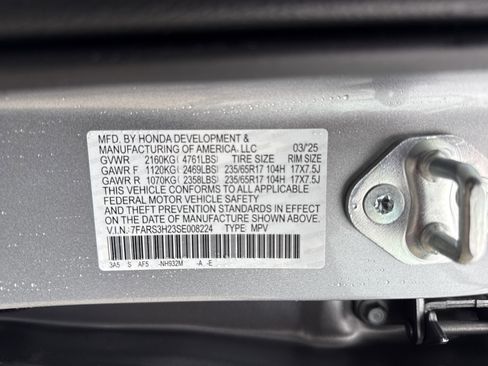 MFD. BY HONDA DEVELOPMENT &
MANUFACTURING OF AMERICA, LLC 03/25
GVWR 2160KG( 4761LBS) TIRE SIZE RIM SIZE
GAWR F 1120KG( 2469LBS) 235/65R17 104H 17X7.5J
GAWR R 1070KG( 2358LBS) 235/65R17 104H 17X7.5J
THIS VEHICLE CONFORMS TO ALL APPLICABLE
FEDERAL MOTOR VEHICLE SAFETY
AND THEFT PREVENTION STANDARDS IN EFFECT
ON THE DATE OF MANUFACTURE SHOWN ABOVE.
V.I.N.: 7FARS3H23SE008224 TYPE: MPV
3A5 S AF5 -NH932M -A -E